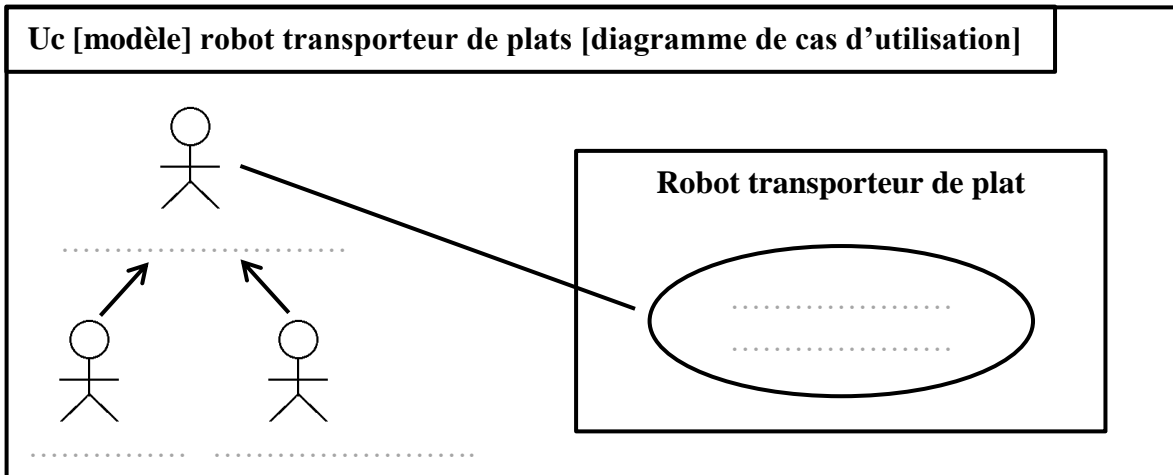 Uc [modèle] robot transporteur de plats [diagramme de cas d’utilisation]
Robot transporteur de plat